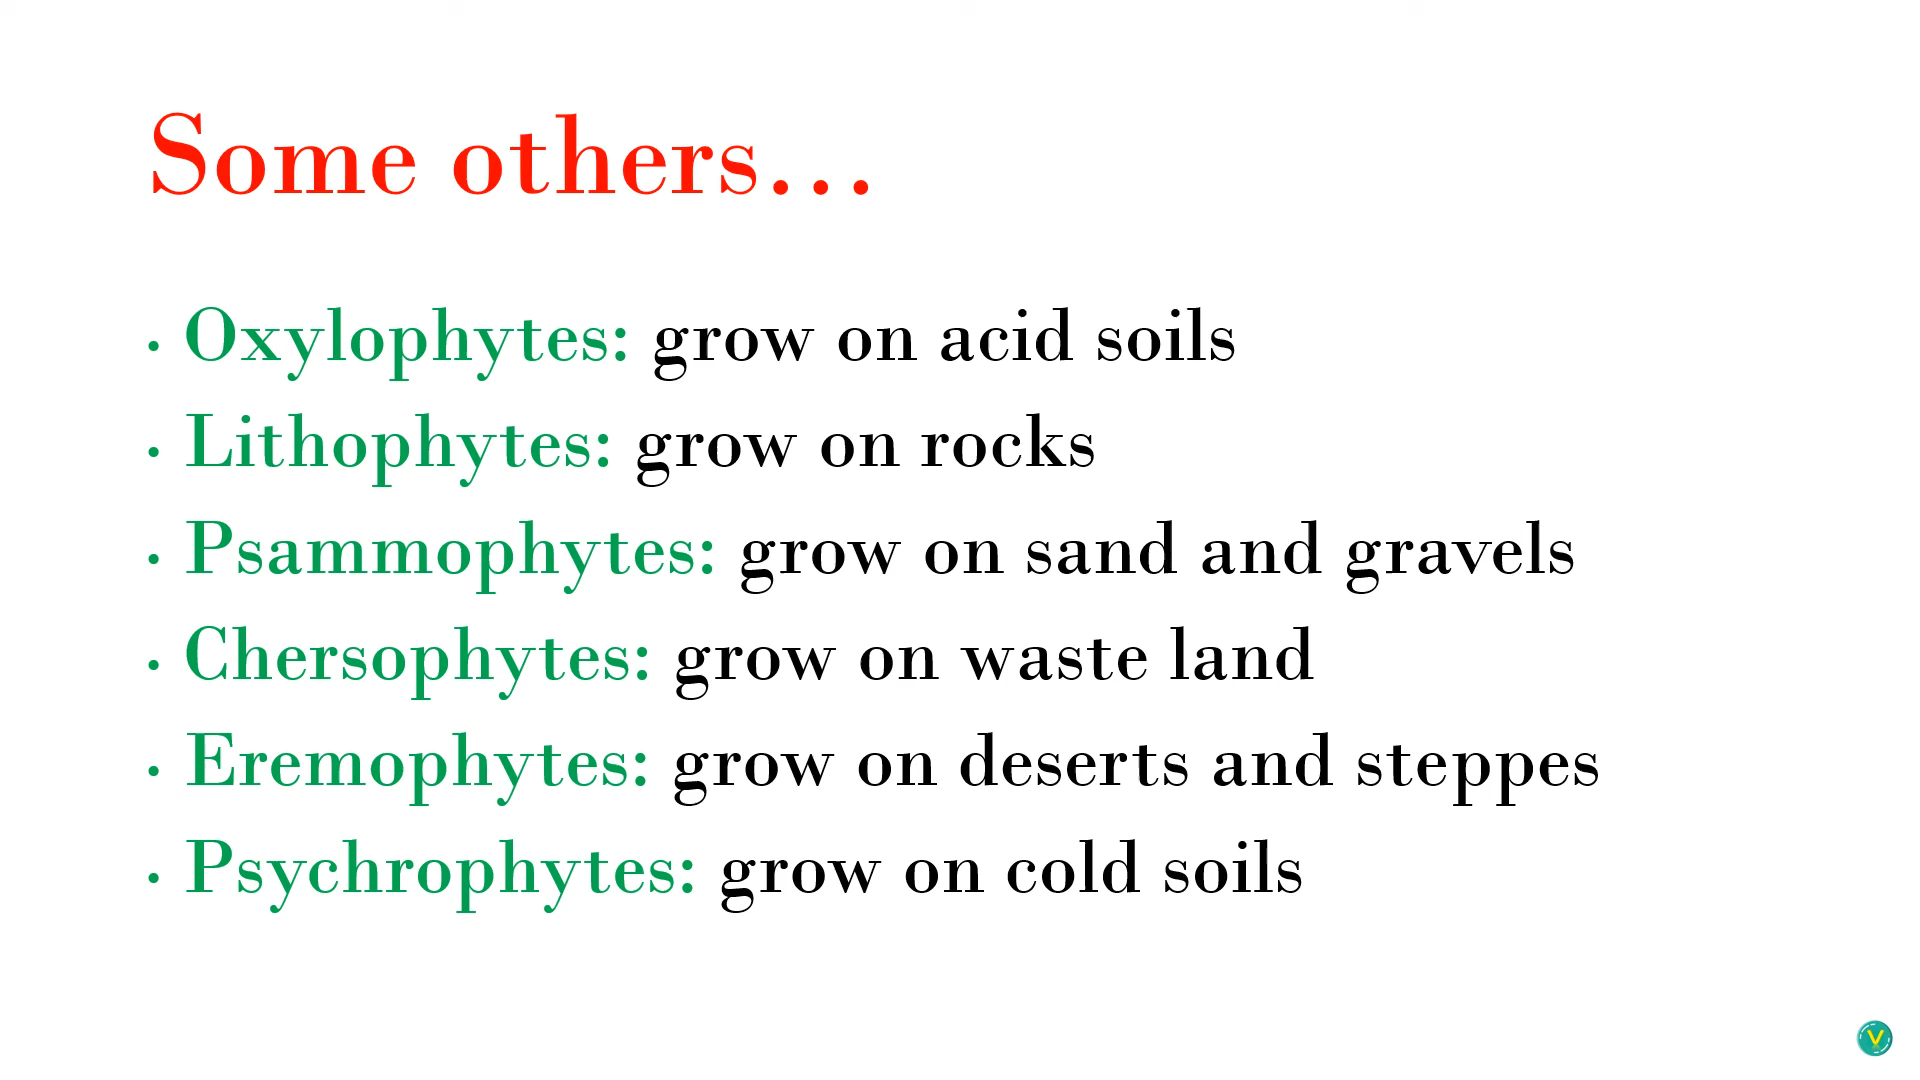 Some others...
• Oxylophytes: grow on acid soils
• Lithophytes: grow on rocks
• Psammophytes: grow on sand and gravels
• Chersophytes: grow on waste land
• Eremophytes: grow on deserts and steppes
• Psychrophytes: grow on cold soils
V